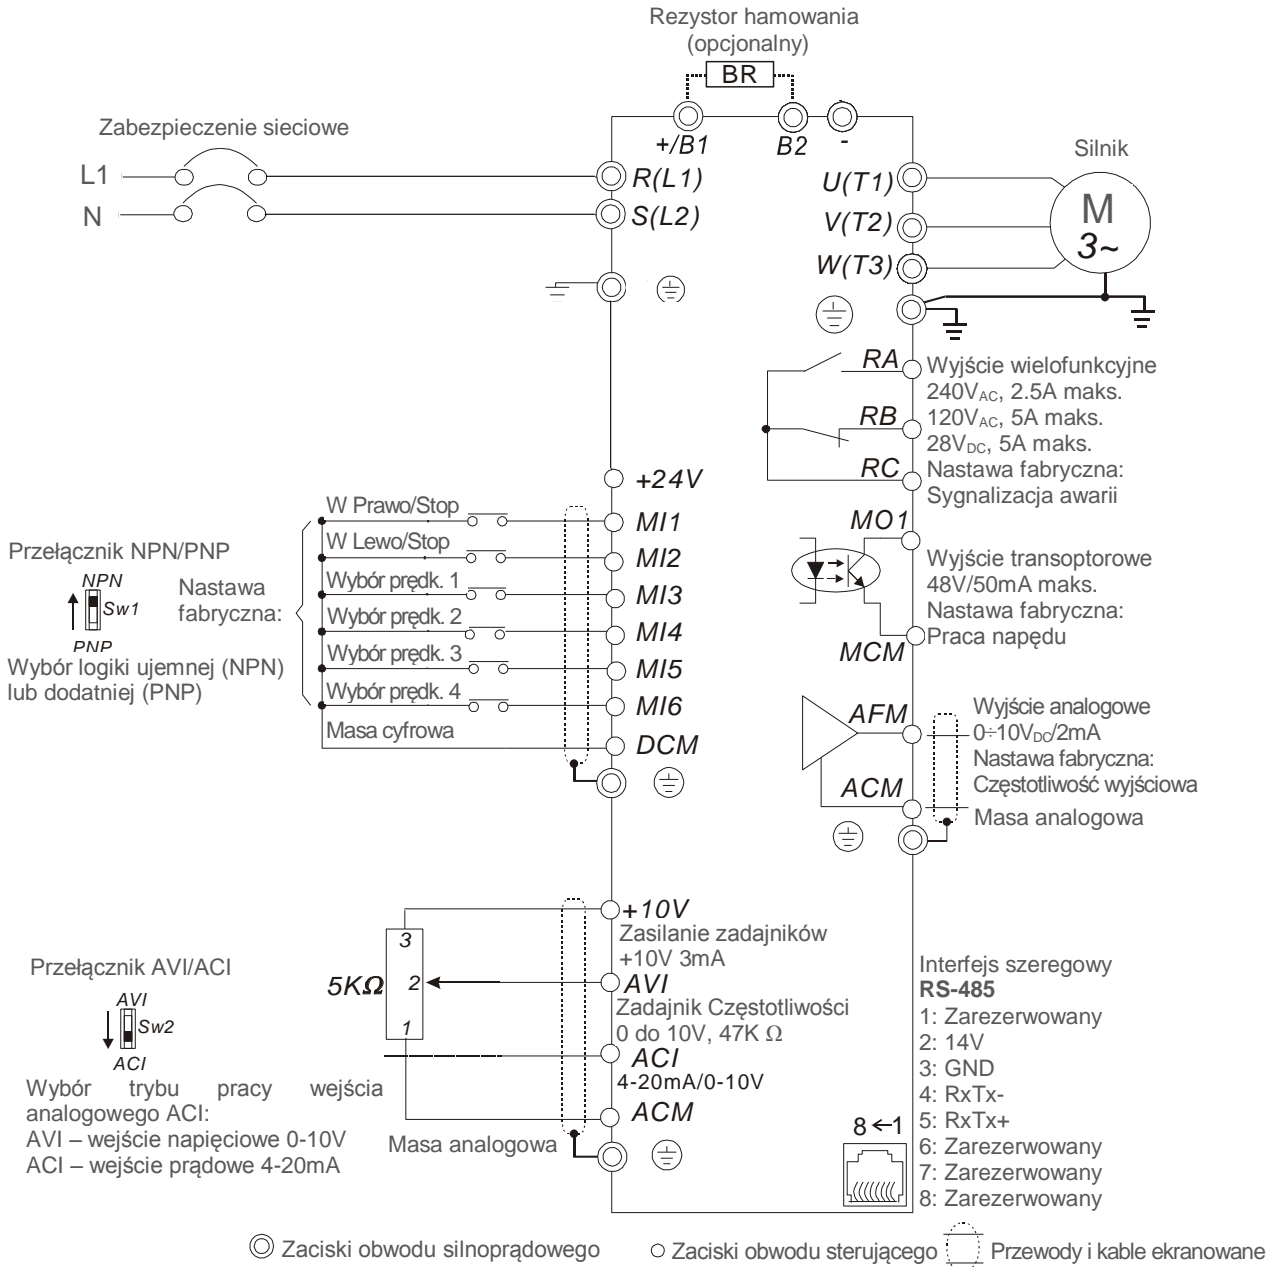 Rezystor hamowania
(opcjonalny)
BR
Zabezpieczenie sieciowe
+/B1
B2
-
Silnik
L1
R(L1)
U(T1)
N
S(L2)
V(T2)
M
3~
W(T3)
RA
Wyjście wielofunkcyjne
240VAC, 2.5A maks.
120VAC, 5A maks.
RB
28VDC, 5A maks.
RC
Nastawa fabryczna:
Sygnalizacja awarii
+24V
W Prawo/Stop
MI1
W Lewo/Stop
MI2
Wybór prędk. 1
MI3
Wybór prędk. 2
MI4
Wybór prędk. 3
MI5
Wybór prędk. 4
MI6
Masa cyfrowa
DCM
Przełącznik NPN/PNP
NPN
Sw1
PNP
Nastawa
fabryczna:
Wybór logiki ujemnej (NPN)
lub dodatniej (PNP)
MO1
Wyjście transoptorowe
48V/50mA maks.
Nastawa fabryczna:
Praca napędu
MCM
AFM
Wyjście analogowe
0÷10VDC/2mA
Nastawa fabryczna:
Częstotliwość wyjściowa
ACM
Masa analogowa
+10V
Zasilanie zadajników
+10V 3mA
3
5KΩ
2
1
AVI
Zadajnik Częstotliwości
0 do 10V, 47K Ω
ACI
4-20mA/0-10V
ACM
Masa analogowa
Przełącznik AVI/ACI
AVI
Sw2
ACI
Wybór trybu pracy wejścia
analogowego ACI:
AVI – wejście napięciowe 0-10V
ACI – wejście prądowe 4-20mA
Interfejs szeregowy
RS-485
1: Zarezerwowany
2: 14V
3: GND
4: RxTx-
5: RxTx+
6: Zarezerwowany
7: Zarezerwowany
8: Zarezerwowany
8←1
Zaciski obwodu silnoprądowego
Zaciski obwodu sterującego
Przewody i kable ekranowane